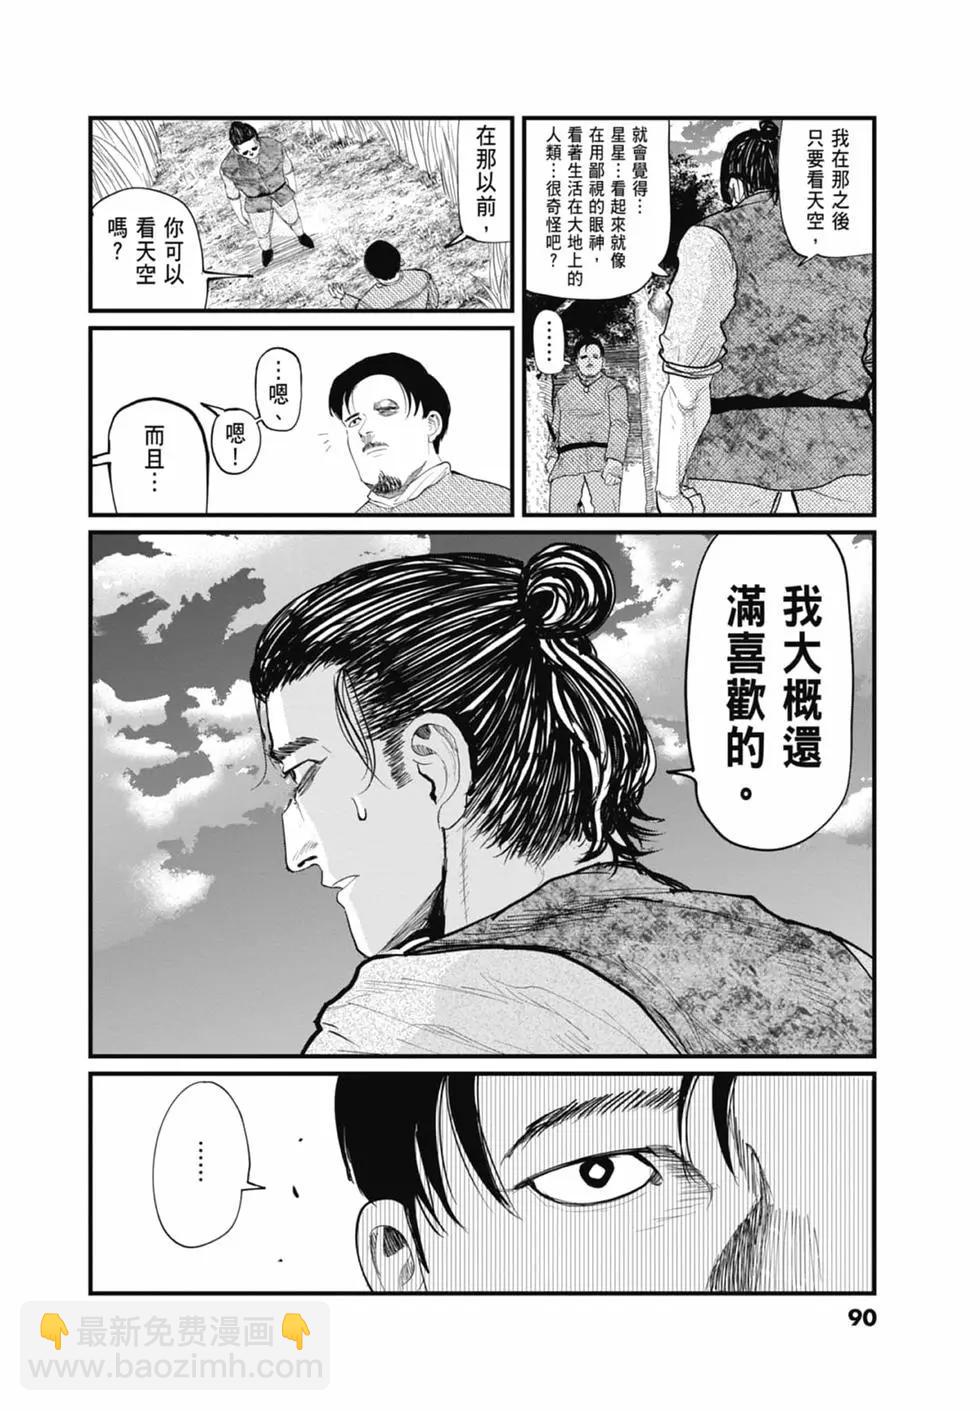 我在那之後
只要看天空，
就會覺得…
星星…看起來就像
在用鄙視的眼神，
看著生活在大地上的
人類…很奇怪吧？
……
在那以前，
你可以
看天空
嗎？
…嗯、
嗯！
而且…
我大概還
滿喜歡的。
……
90
👇最新免费漫画👇
www.baozimh.com